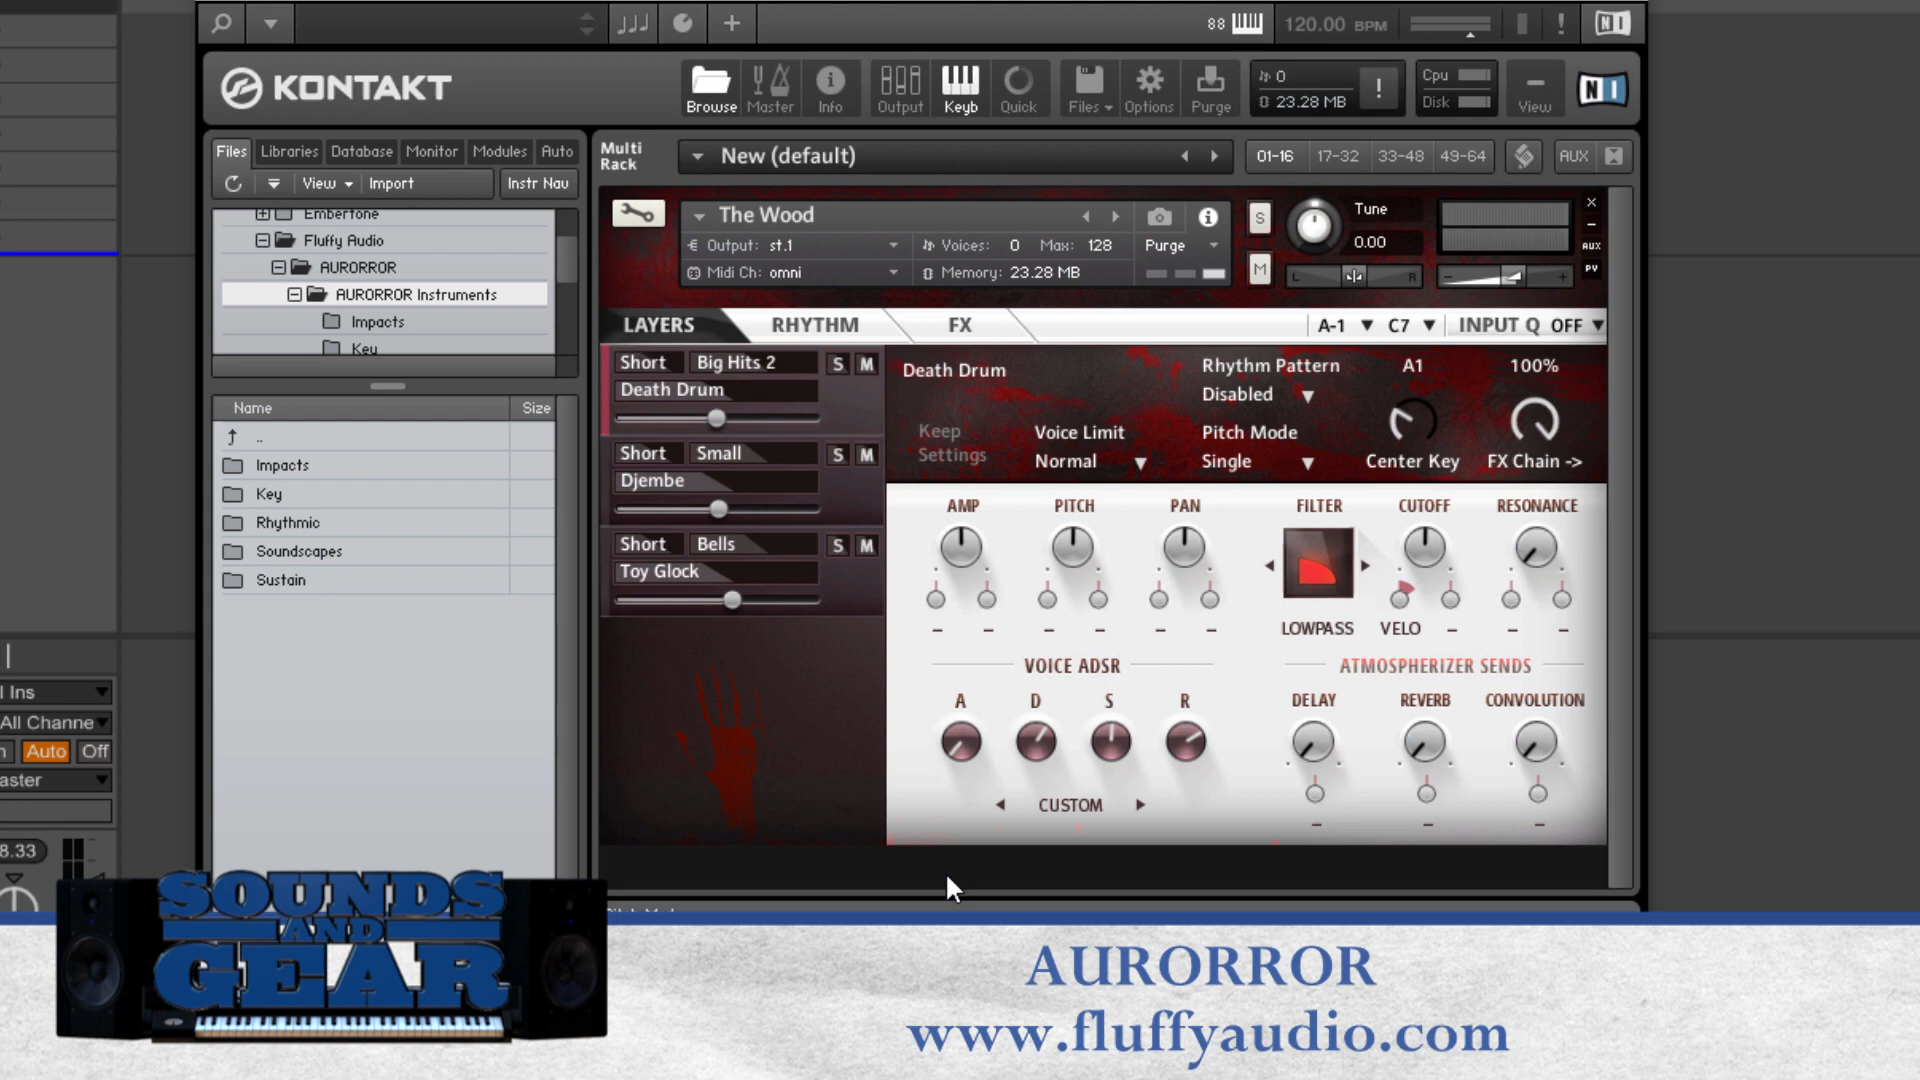 88
120.00 BPM
NI
KONTAKT
Browse
Master
Info
Output
Keyb
Quick
Files
Options
Purge
0
23.28 MB
!
Cpu
Disk
View
NI
Files
Libraries
Database
Monitor
Modules
Auto
View
Import
Instr Nav
Embertone
Fluffy Audio
AURORROR
AURORROR Instruments
Impacts
Key
Name
Size
..
Impacts
Key
Rhythmic
Soundscapes
Sustain
Multi
Rack
New (default)
01-16
17-32
33-48
49-64
AUX
The Wood
Output: st.1
Voices: 0 Max: 128
Purge
Midi Ch: omni
Memory: 23.28 MB
S
M
Tune
0.00
L
R
AUX
PV
LAYERS
RHYTHM
FX
A-1
C7
INPUT Q OFF
Short
Big Hits 2
S M
Death Drum
Short
Small
S M
Djembe
Short
Bells
S M
Toy Glock
Death Drum
Rhythm Pattern
Disabled
A1
100%
Keep
Settings
Voice Limit
Normal
Pitch Mode
Single
Center Key
FX Chain ->
AMP
PITCH
PAN
FILTER
CUTOFF
RESONANCE
LOWPASS
VELO
VOICE ADSR
ATMOSPHERIZER SENDS
A
D
S
R
DELAY
REVERB
CONVOLUTION
CUSTOM
l Ins
All Channe
Auto
Off
aster
8.33
SOUNDS
AND
GEAR
AURORROR
www.fluffyaudio.com